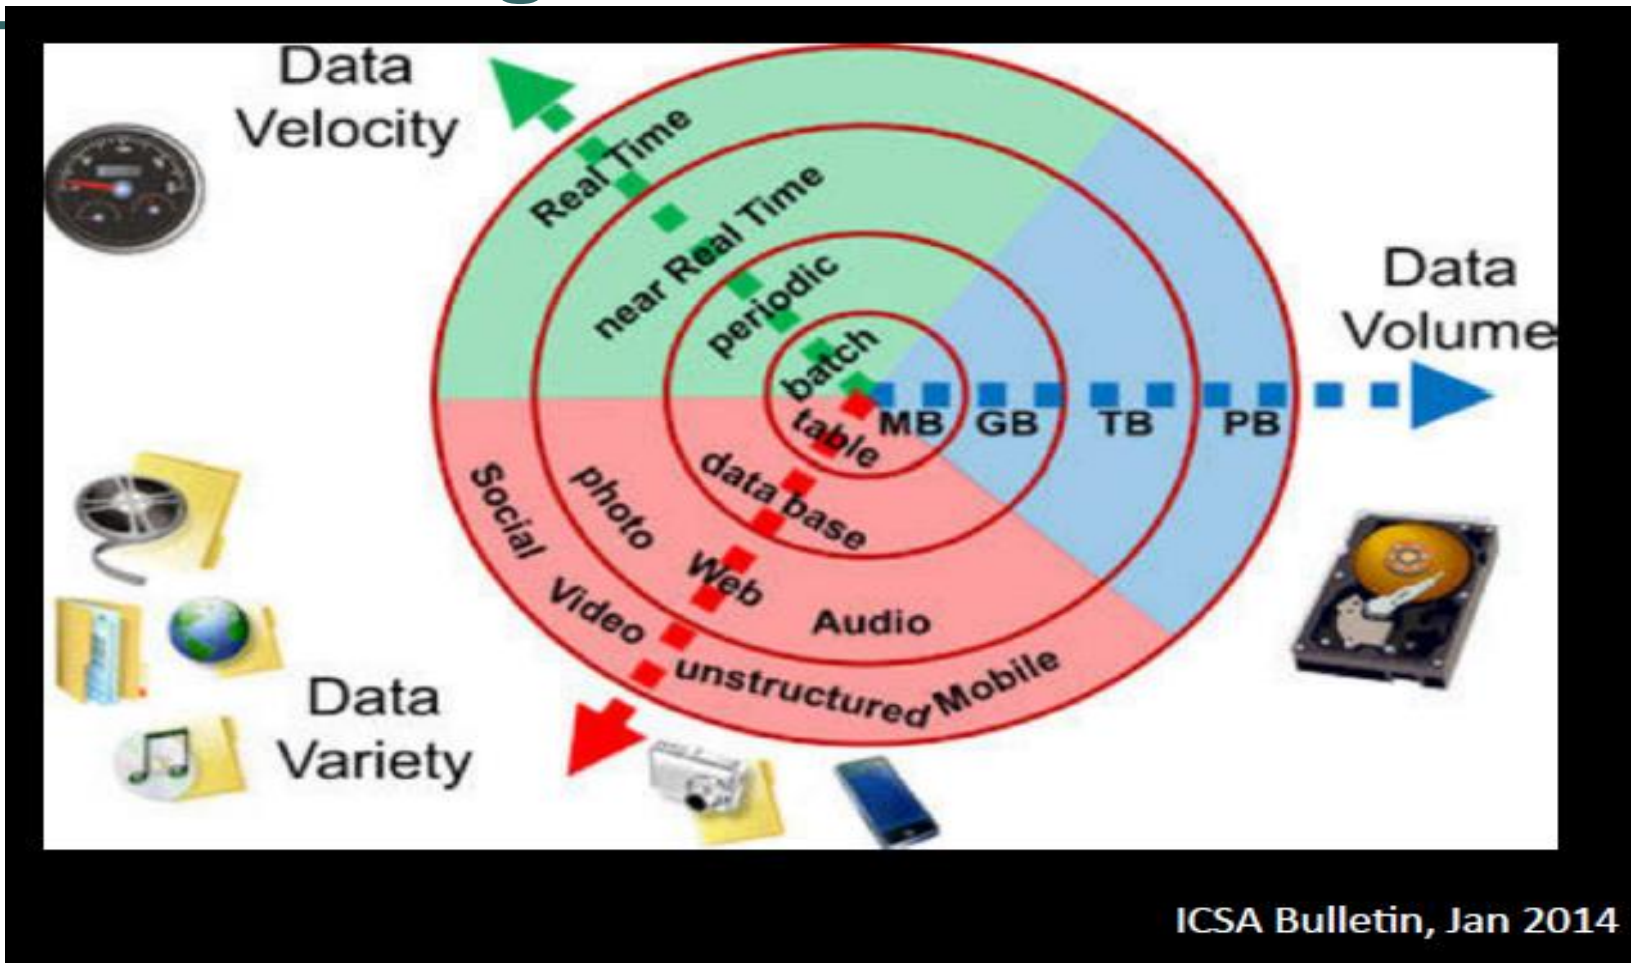 Data
Velocity
Real Time
near Real Time
periodic
batch
Data
Volume
MB GB TB PB
table
data base
photo Web Audio
Social Video unstructured Mobile
Data
Variety
ICSA Bulletin, Jan 2014